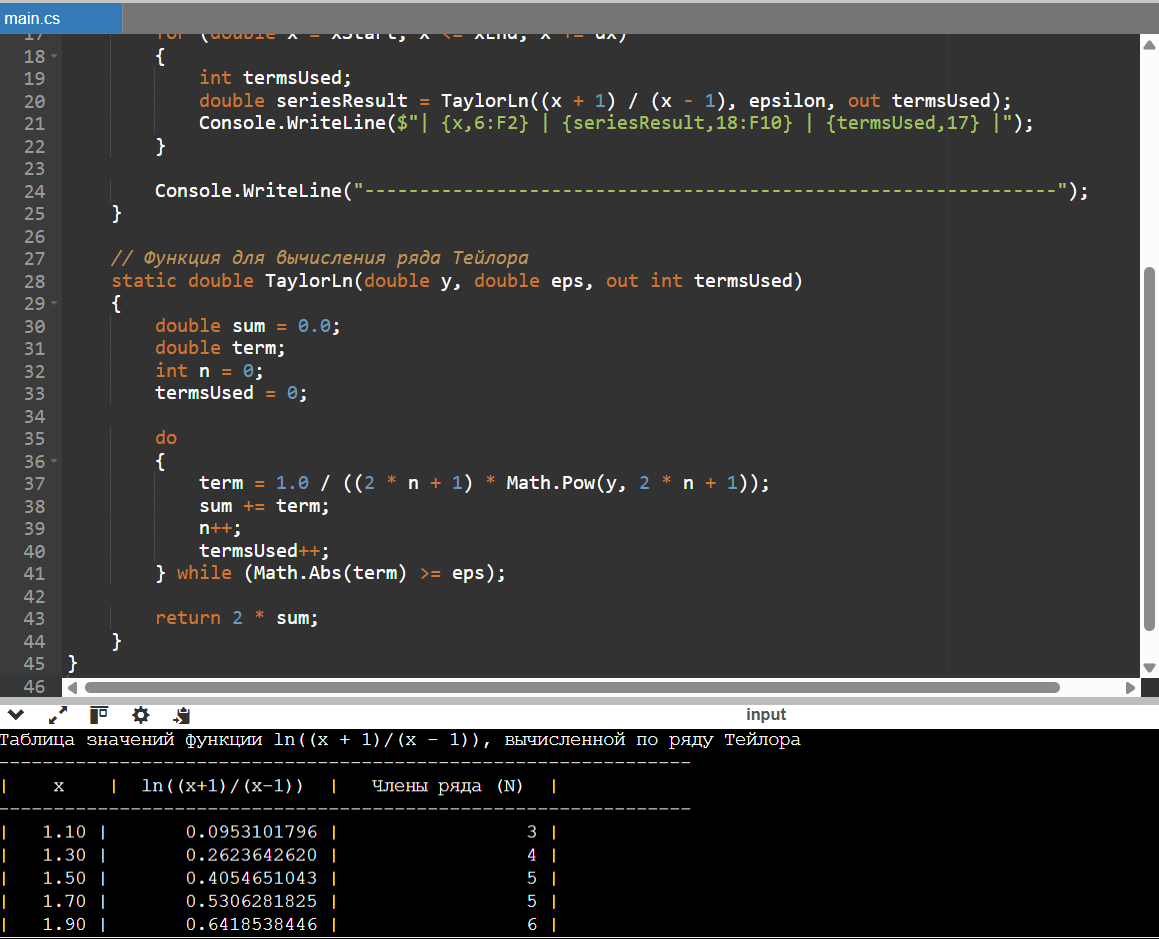 main.cs
17 for (double x = xStart; x <= xEnd; x += dx)
18 {
19 int termsUsed;
20 double seriesResult = TaylorLn((x + 1) / (x - 1), epsilon, out termsUsed);
21 Console.WriteLine($"| {x,6:F2} | {seriesResult,18:F10} | {termsUsed,17} |");
22 }
23
24 Console.WriteLine("---------------------------------------------------------------");
25 }
26
27 // Функция для вычисления ряда Тейлора
28 static double TaylorLn(double y, double eps, out int termsUsed)
29 {
30 double sum = 0.0;
31 double term;
32 int n = 0;
33 termsUsed = 0;
34
35 do
36 {
37 term = 1.0 / ((2 * n + 1) * Math.Pow(y, 2 * n + 1));
38 sum += term;
39 n++;
40 termsUsed++;
41 } while (Math.Abs(term) >= eps);
42
43 return 2 * sum;
44 }
45 }
46
input
Таблица значений функции ln((x + 1)/(x - 1)), вычисленной по ряду Тейлора
---------------------------------------------------------------
| x | ln((x+1)/(x-1)) | Члены ряда (N) |
---------------------------------------------------------------
| 1.10 | 0.0953101796 | 3 |
| 1.30 | 0.2623642620 | 4 |
| 1.50 | 0.4054651043 | 5 |
| 1.70 | 0.5306281825 | 5 |
| 1.90 | 0.6418538446 | 6 |